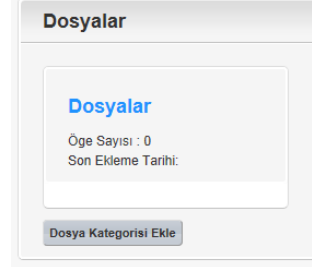 Dosyalar
Dosyalar
Öge Sayısı : 0
Son Ekleme Tarihi:
Dosya Kategorisi Ekle